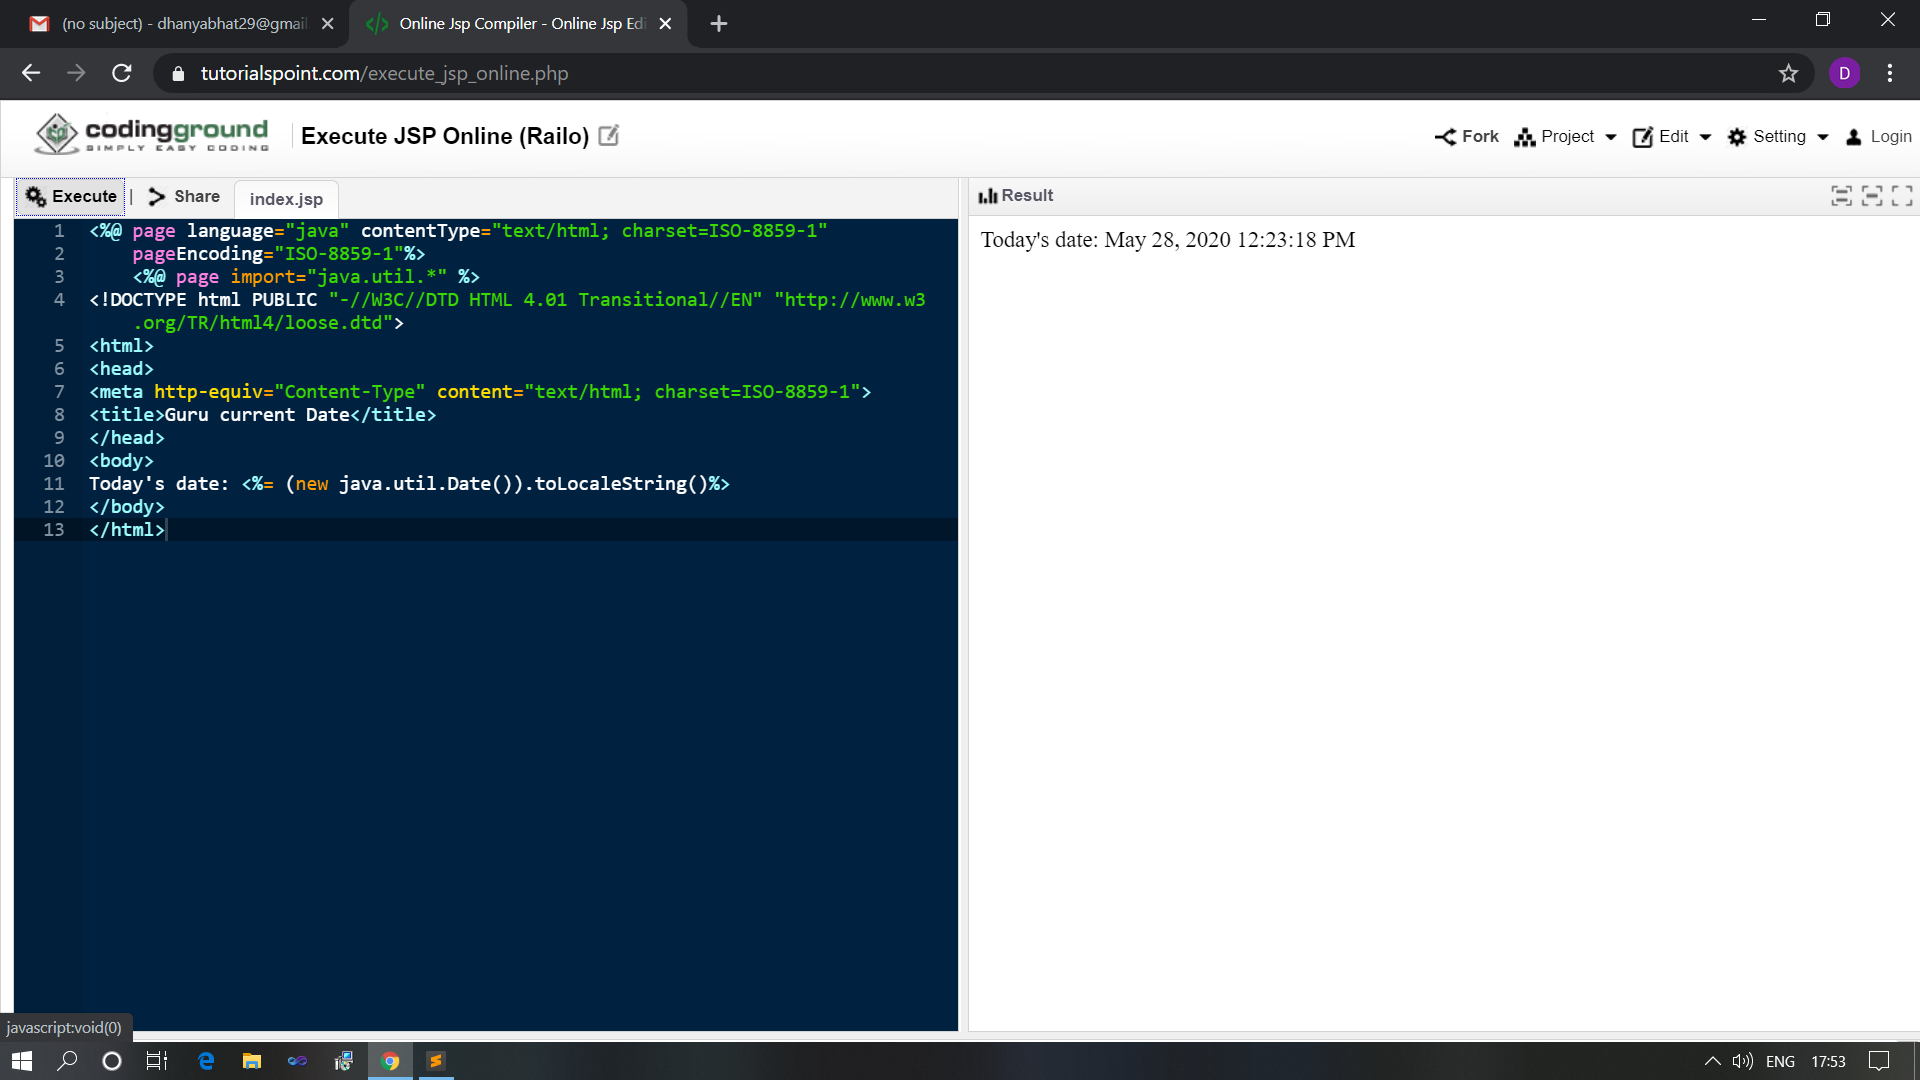 (no subject) - dhanyabhat29@gmai
Online Jsp Compiler - Online Jsp Edi
tutorialspoint.com/execute_jsp_online.php
D
codingground
SIMPLY EASY CODING
Execute JSP Online (Railo)
Fork Project Edit Setting Login
Execute | Share index.jsp
Result
1 <%@ page language="java" contentType="text/html; charset=ISO-8859-1"
2 pageEncoding="ISO-8859-1"%>
3 <%@ page import="java.util.*" %>
4 <!DOCTYPE html PUBLIC "-//W3C//DTD HTML 4.01 Transitional//EN" "http://www.w3
.org/TR/html4/loose.dtd">
5 <html>
6 <head>
7 <meta http-equiv="Content-Type" content="text/html; charset=ISO-8859-1">
8 <title>Guru current Date</title>
9 </head>
10 <body>
11 Today's date: <%= (new java.util.Date()).toLocaleString()%>
12 </body>
13 </html>
Today's date: May 28, 2020 12:23:18 PM
javascript:void(0)
ENG 17:53